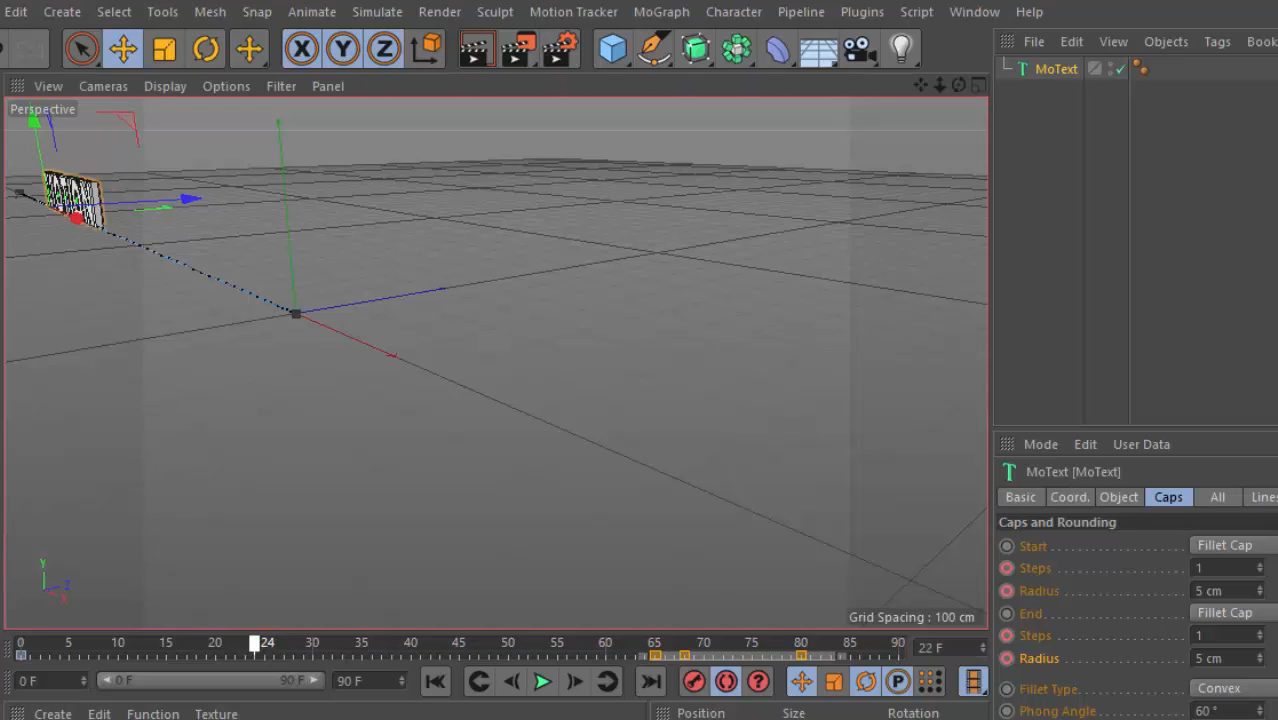 Edit Create Select Tools Mesh Snap Animate Simulate Render Sculpt Motion Tracker MoGraph Character Pipeline Plugins Script Window Help
X Y Z
File Edit View Objects Tags Book
MoText
View Cameras Display Options Filter Panel
Perspective
Mode Edit User Data
MoText [MoText]
Basic Coord. Object Caps All Lines
Caps and Rounding
Start Fillet Cap
Steps 1
Radius 5 cm
End Fillet Cap
Steps 1
Radius 5 cm
Fillet Type Convex
Phong Angle 60 °
Y
Z
X
Grid Spacing : 100 cm
0 5 10 15 20 24 30 35 40 45 50 55 60 65 70 75 80 85 90 22 F
0 F 0 F 90 F 90 F P
Create Edit Function Texture Position Size Rotation